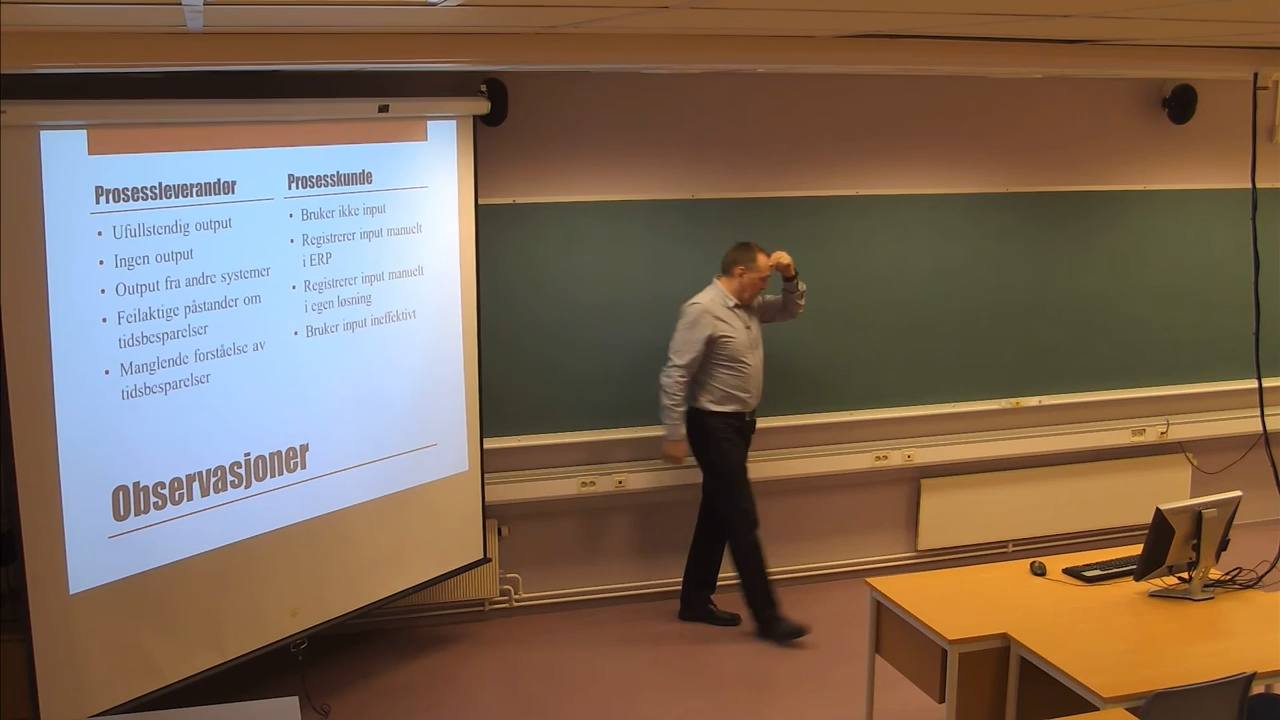 Prosessleverandør
• Ufullstendig output
• Ingen output
• Output fra andre systemer
• Feilaktige påstander om
tidsbesparelser
• Manglende forståelse av
tidsbesparelser
Prosesskunde
• Bruker ikke input
• Registrerer input manuelt
i ERP
• Registrerer input manuelt
i egen løsning
• Bruker input ineffektivt
Observasjoner